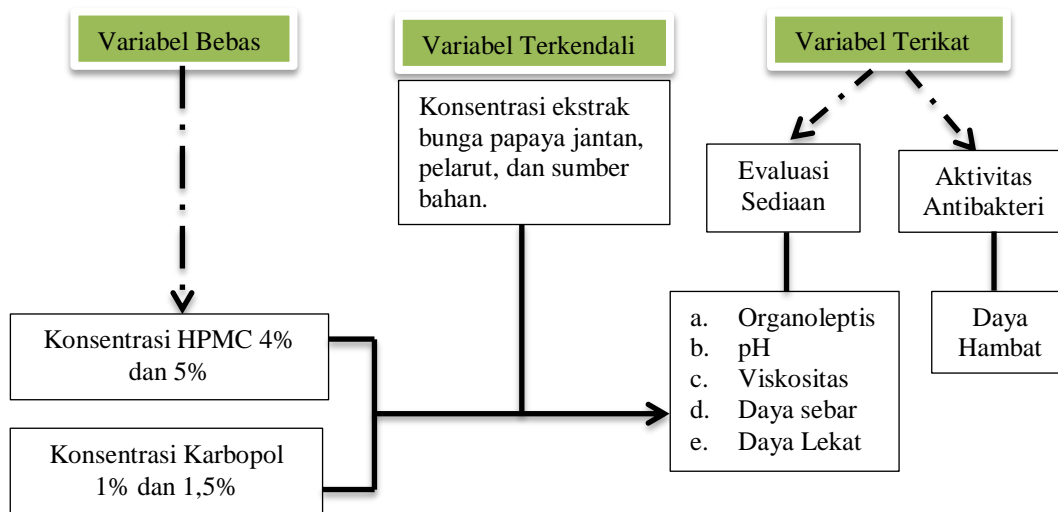 Variabel Bebas
Variabel Terkendali
Variabel Terikat
Konsentrasi ekstrak
bunga papaya jantan,
pelarut, dan sumber
bahan.
Evaluasi
Sediaan
Aktivitas
Antibakteri
Konsentrasi HPMC 4%
dan 5%
Konsentrasi Karbopol
1% dan 1,5%
a. Organoleptis
b. pH
c. Viskositas
d. Daya sebar
e. Daya Lekat
Daya
Hambat